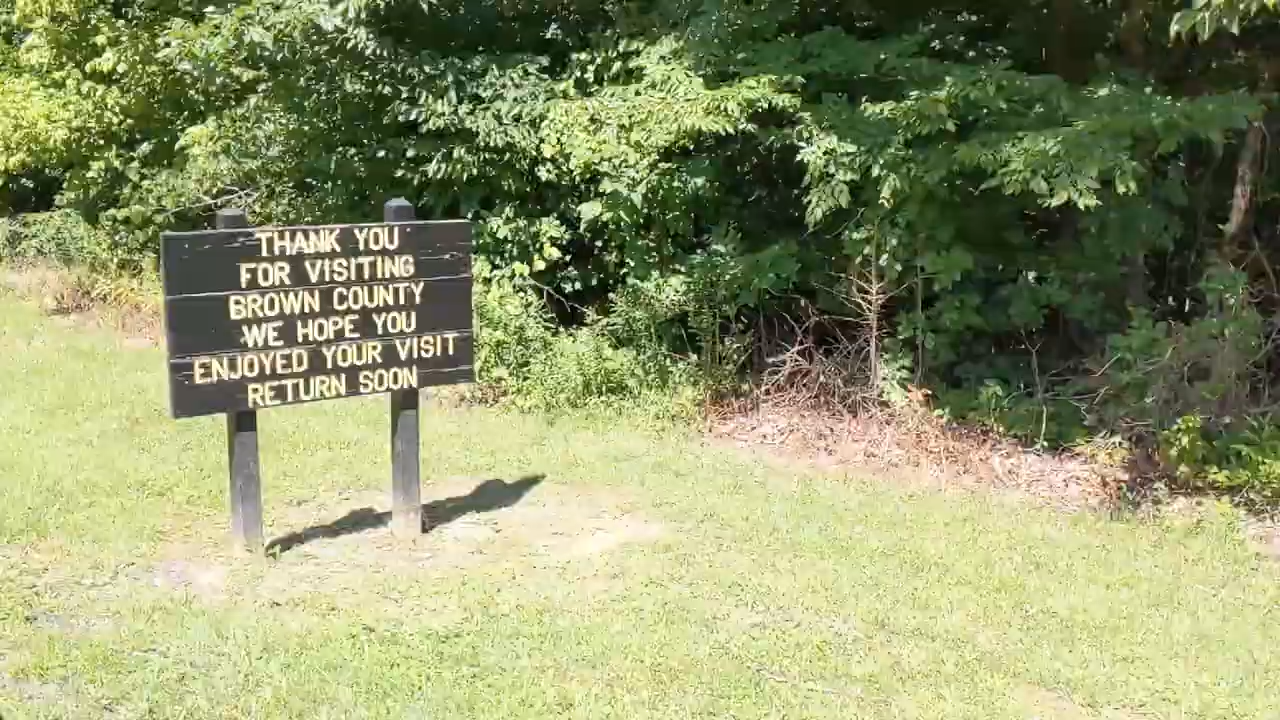 THANK YOU
FOR VISITING
BROWN COUNTY
WE HOPE YOU
ENJOYED YOUR VISIT
RETURN SOON